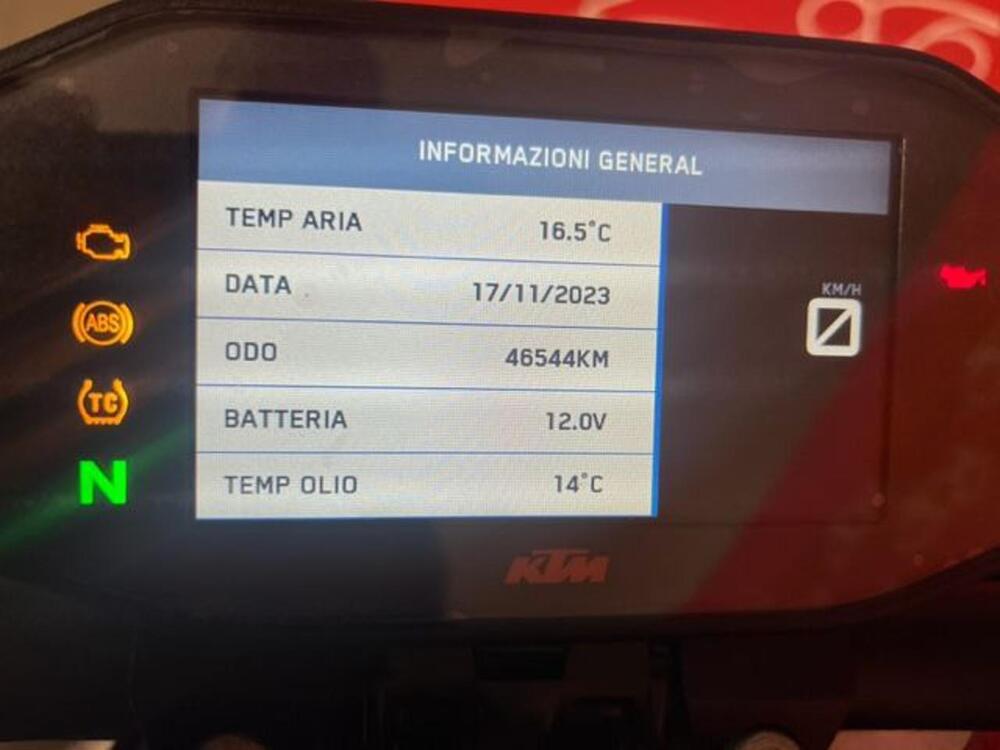 INFORMAZIONI GENERAL
TEMP ARIA 16.5°C
DATA 17/11/2023
ODO 46544KM
BATTERIA 12.0V
TEMP OLIO 14°C
KM/H
0
ABS
TC
N
KTM